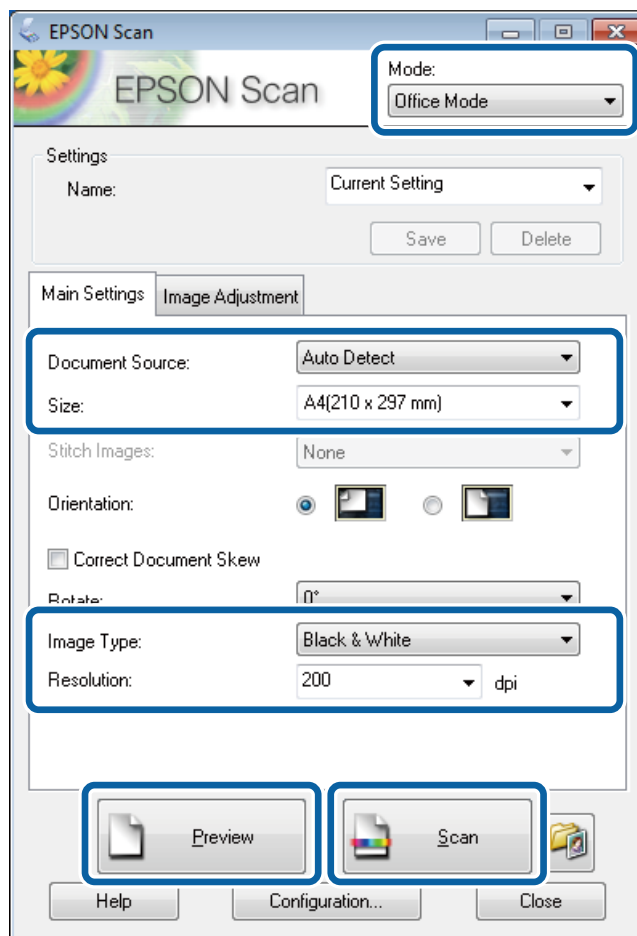 EPSON Scan
EPSON Scan
Mode:
Office Mode
Settings
Name: Current Setting
Save Delete
Main Settings Image Adjustment
Document Source: Auto Detect
Size: A4(210 x 297 mm)
Stitch Images: None
Orientation:
Correct Document Skew
Rotate: 0°
Image Type: Black & White
Resolution: 200 dpi
Preview Scan
Help Configuration... Close